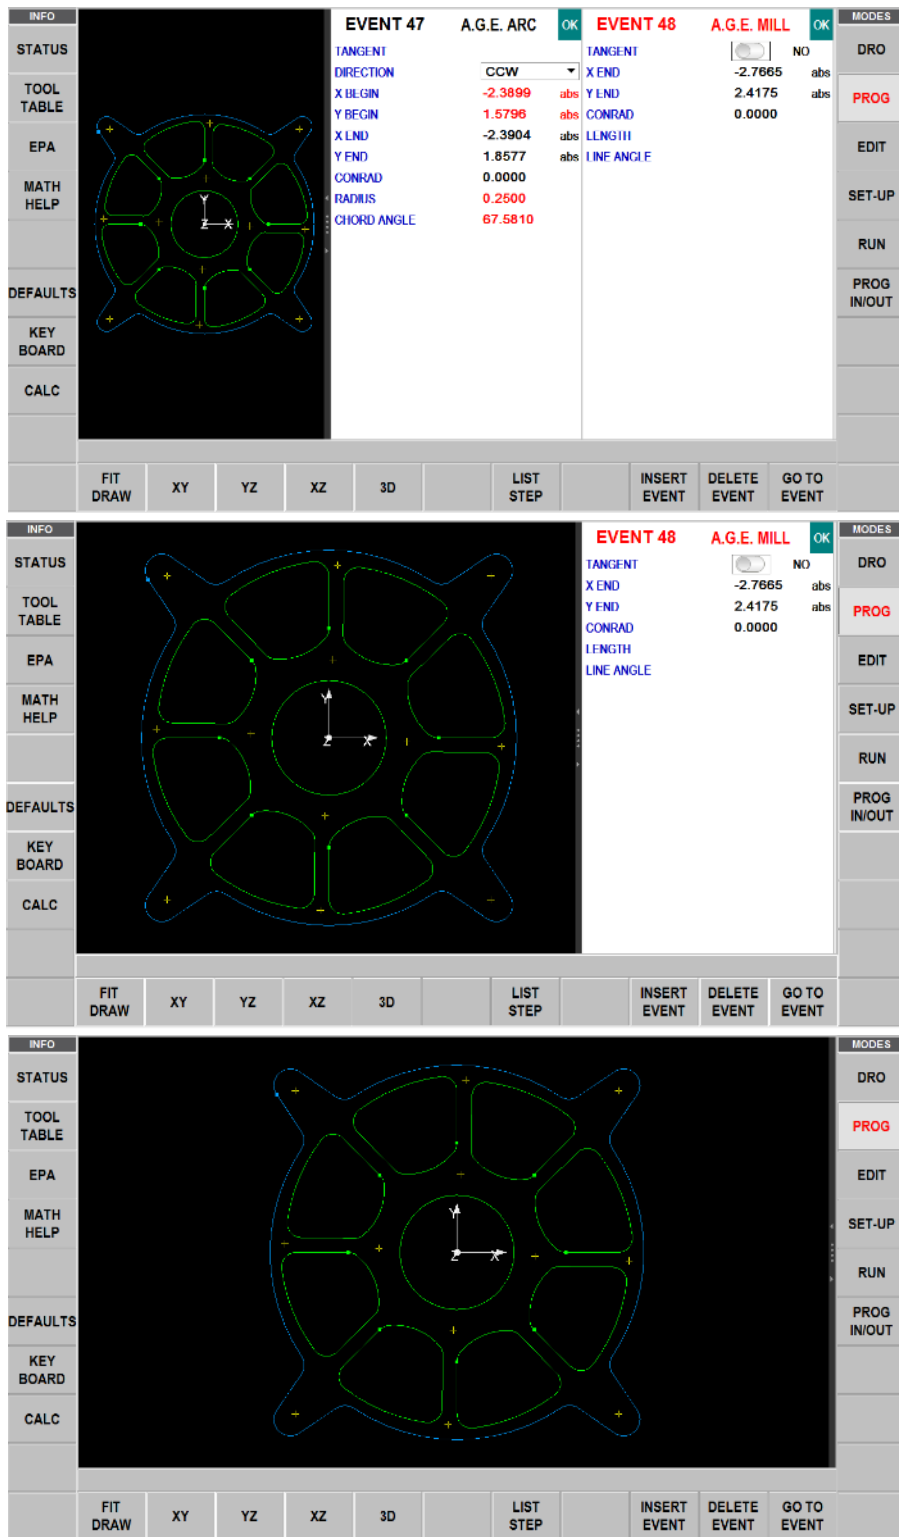 INFO
EVENT 47 A.G.E. ARC OK EVENT 48 A.G.E. MILL OK
MODES
STATUS
TANGENT
TANGENT NO
DRO
DIRECTION CCW
X END -2.7665 abs
TOOL TABLE
X BEGIN -2.3899 abs
Y END 2.4175 abs
PROG
Y BEGIN 1.5796 abs
CONRAD 0.0000
X END -2.3904 abs
LENGTH
EPA
Y END 1.8577 abs
LINE ANGLE
EDIT
CONRAD 0.0000
MATH HELP
RADIUS 0.2500
SET-UP
CHORD ANGLE 67.5810
Y
Z X
RUN
DEFAULTS
PROG IN/OUT
KEY BOARD
CALC
FIT DRAW XY YZ XZ 3D LIST STEP INSERT EVENT DELETE EVENT GO TO EVENT
INFO
EVENT 48 A.G.E. MILL OK
MODES
STATUS
TANGENT NO
DRO
X END -2.7665 abs
TOOL TABLE
Y END 2.4175 abs
PROG
CONRAD 0.0000
LENGTH
EPA
LINE ANGLE
EDIT
MATH HELP
SET-UP
Y
Z X
RUN
DEFAULTS
PROG IN/OUT
KEY BOARD
CALC
FIT DRAW XY YZ XZ 3D LIST STEP INSERT EVENT DELETE EVENT GO TO EVENT
INFO
MODES
STATUS
DRO
TOOL TABLE
PROG
EPA
EDIT
MATH HELP
SET-UP
Y
Z X
RUN
DEFAULTS
PROG IN/OUT
KEY BOARD
CALC
FIT DRAW XY YZ XZ 3D LIST STEP INSERT EVENT DELETE EVENT GO TO EVENT